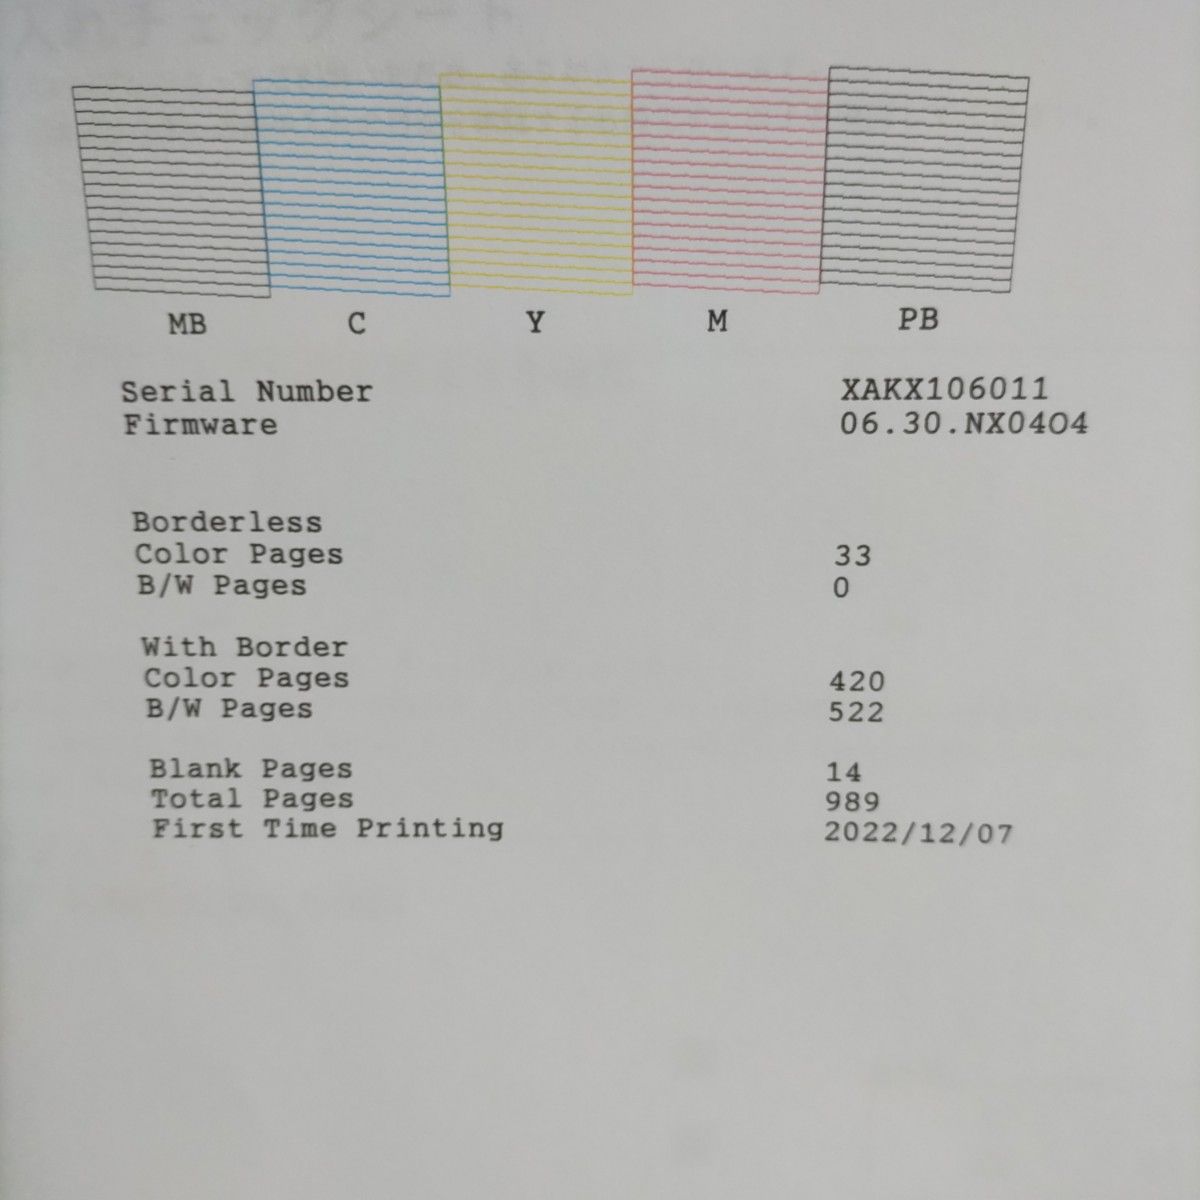 MB C Y M PB
Serial Number XAKX106011
Firmware 06.30.NX04O4
Borderless
Color Pages 33
B/W Pages 0
With Border
Color Pages 420
B/W Pages 522
Blank Pages 14
Total Pages 989
First Time Printing 2022/12/07